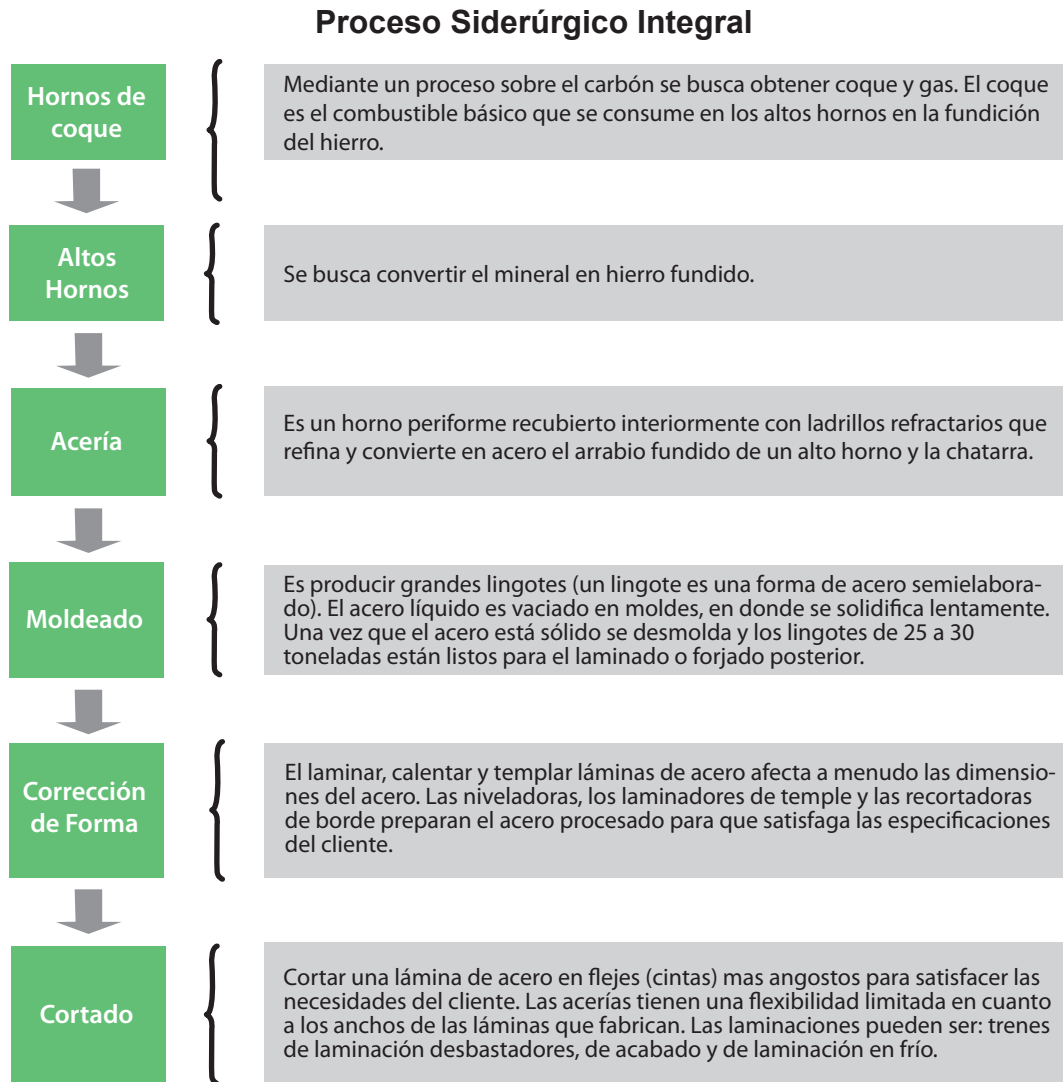 Proceso Siderúrgico Integral
Hornos de
coque
Mediante un proceso sobre el carbón se busca obtener coque y gas. El coque
es el combustible básico que se consume en los altos hornos en la fundición
del hierro.
Altos
Hornos
Se busca convertir el mineral en hierro fundido.
Acería
Es un horno periforme recubierto interiormente con ladrillos refractarios que
refina y convierte en acero el arrabio fundido de un alto horno y la chatarra.
Moldeado
Es producir grandes lingotes (un lingote es una forma de acero semielabora-
do). El acero líquido es vaciado en moldes, en donde se solidifica lentamente.
Una vez que el acero está sólido se desmolda y los lingotes de 25 a 30
toneladas están listos para el laminado o forjado posterior.
Corrección
de Forma
El laminar, calentar y templar láminas de acero afecta a menudo las dimensio-
nes del acero. Las niveladoras, los laminadores de temple y las recortadoras
de borde preparan el acero procesado para que satisfaga las especificaciones
del cliente.
Cortado
Cortar una lámina de acero en flejes (cintas) mas angostos para satisfacer las
necesidades del cliente. Las acerías tienen una flexibilidad limitada en cuanto
a los anchos de las láminas que fabrican. Las laminaciones pueden ser: trenes
de laminación desbastadores, de acabado y de laminación en frío.